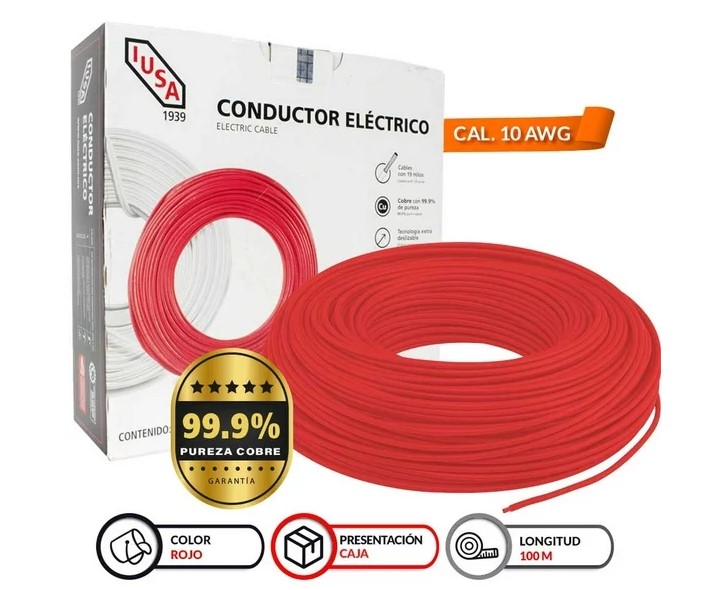 IUSA
1939
CONDUCTOR ELÉCTRICO
ELECTRIC CABLE
CAL. 10 AWG
Cables
con 19 Hilos
Cobre con 99.9%
de pureza
Cu
Tecnología extra
deslizable
CONDUCTOR
ELÉCTRICO
CONTENIDO:
99.9%
PUREZA COBRE
GARANTÍA
COLOR
ROJO
PRESENTACIÓN
CAJA
LONGITUD
100 M